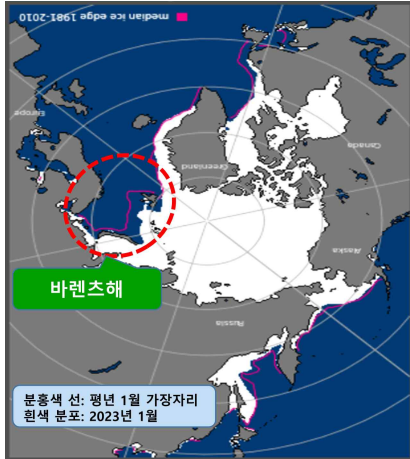 median ice edge 1981-2010
Europe
Greenland
Canada
Alaska
Russia
바렌츠해
분홍색 선: 평년 1월 가장자리
흰색 분포: 2023년 1월